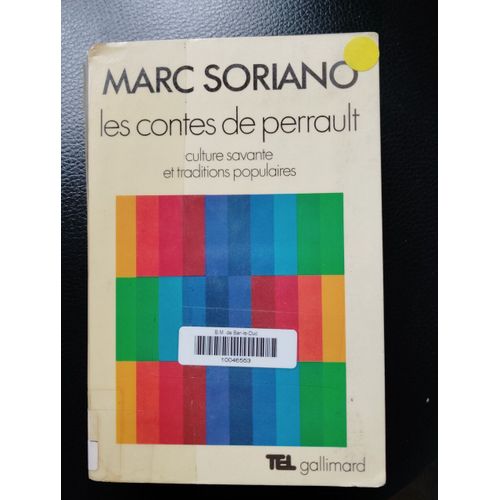 MARC SORIANO
les contes de perrault
culture savante
et traditions populaires
B.M. de Bar-le-Duc
10046553
TEL gallimard